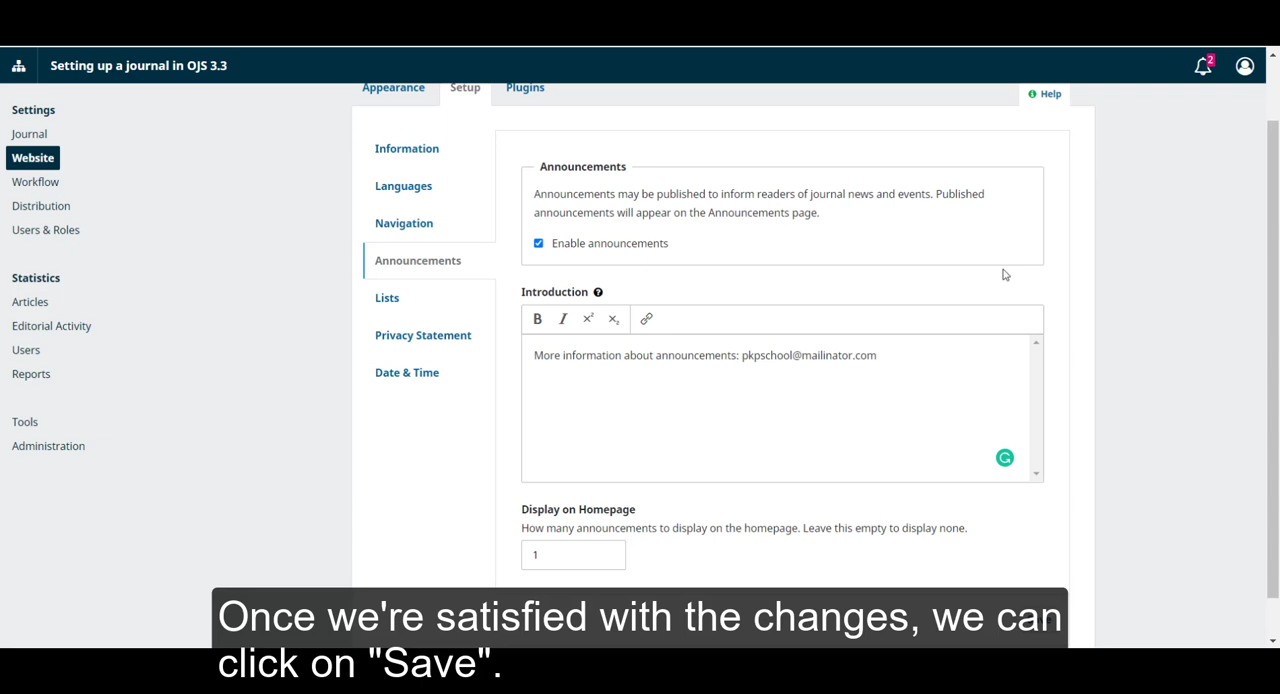 Setting up a journal in OJS 3.3
2
Appearance
Setup
Plugins
Help
Settings
Journal
Website
Workflow
Distribution
Users & Roles
Statistics
Articles
Editorial Activity
Users
Reports
Tools
Administration
Information
Languages
Navigation
Announcements
Lists
Privacy Statement
Date & Time
Announcements
Announcements may be published to inform readers of journal news and events. Published
announcements will appear on the Announcements page.
Enable announcements
Introduction
B I x² x₂
More information about announcements: pkpschool@mailinator.com
Display on Homepage
How many announcements to display on the homepage. Leave this empty to display none.
1
Once we're satisfied with the changes, we can
click on "Save".